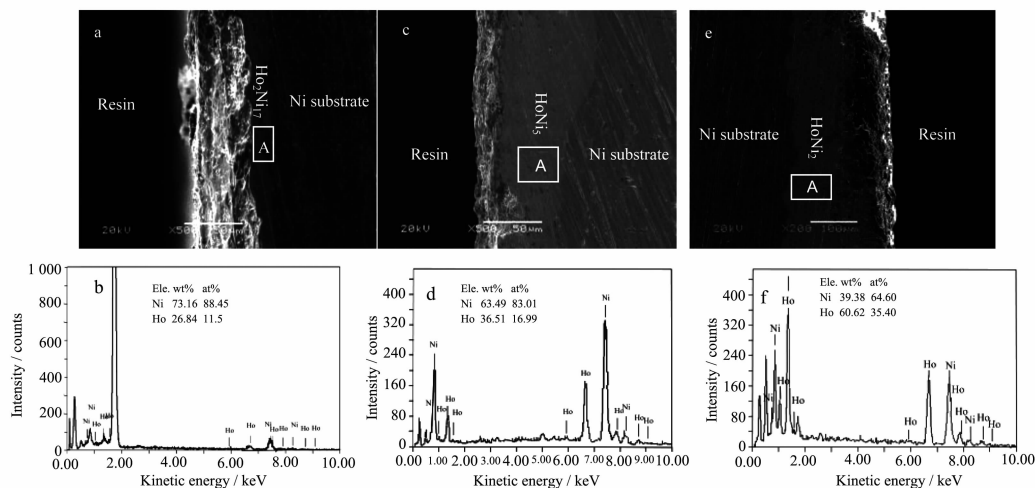 a
Resin
Ho2Ni17
A
Ni substrate
20kU X500 50μm
c
Resin
HoNi5
A
Ni substrate
20kU X500 50μm
e
Ni substrate
HoNi2
A
Resin
20kU X200 100μm
b
Ele. wt% at%
Ni 73.16 88.45
Ho 26.84 11.5
Intensity / counts
1 000
800
600
400
200
0
Ni
Ni
Ho
Ho
Ho
Ho
Ni
Ho
Ho
Ni
Ho
Ho
0.00 2.00 4.00 6.00 8.00 10.00
Kinetic energy / keV
d
Ele. wt% at%
Ni 63.49 83.01
Ho 36.51 16.99
Intensity / counts
400
320
240
160
80
0
Ni
N
Ho
Ho
Ho
Ho
Ho
Ni
Ho
Ni
Ho
Ho
0.00 1.00 2.00 3.00 4.00 5.00 6.00 7.00 8.00 9.00 10.00
Kinetic energy / keV
f
Ele. wt% at%
Ni 39.38 64.60
Ho 60.62 35.40
Intensity / counts
400
320
240
160
80
0
Ho
Ni
Ni
Ho
Ho
Ho
Ho
Ni
Ho
Ho
Ni
Ho
Ho
0.00 2.00 4.00 6.00 8.00 10.00
Kinetic energy / keV